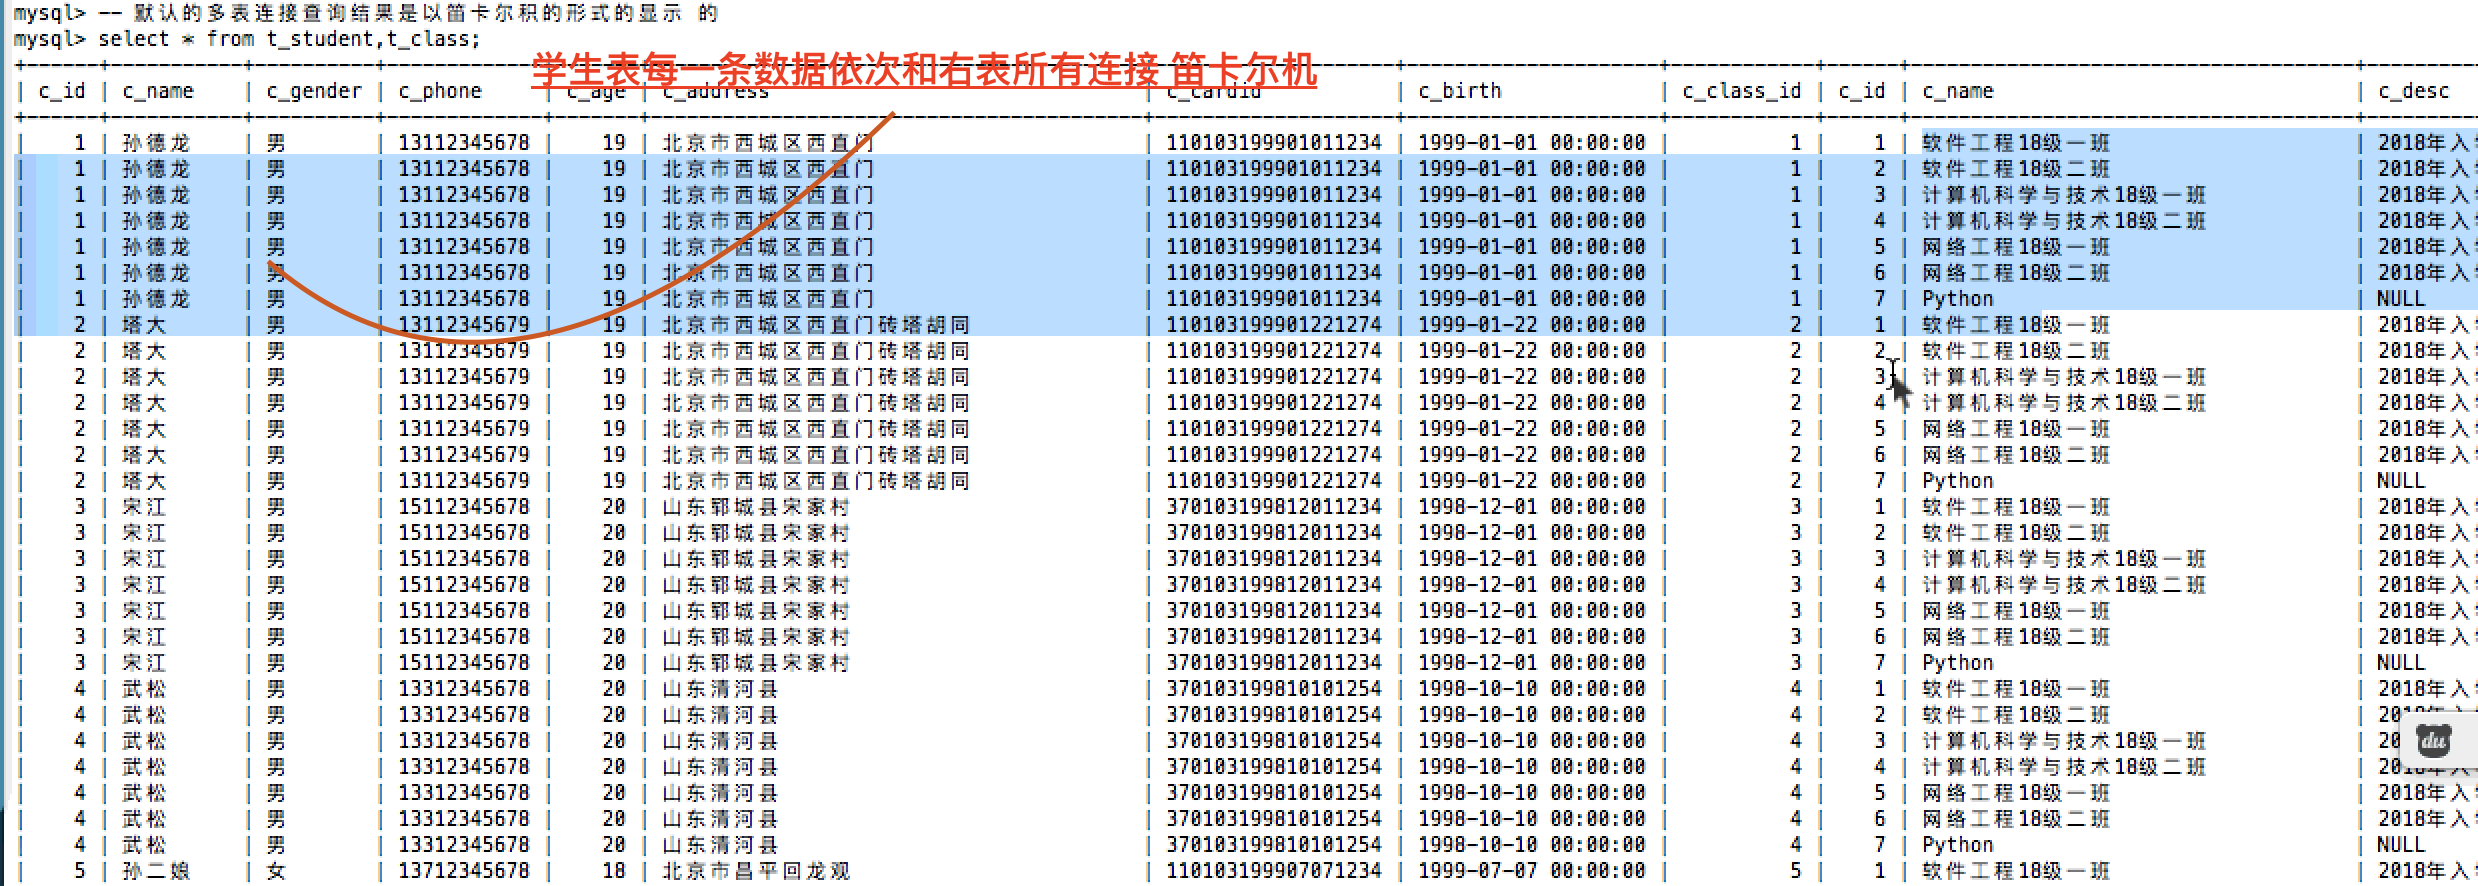 mysql> -- 默认的多表连接查询结果是以笛卡尔积的形式的显示 的
mysql> select * from t_student,t_class;
学生表每一条数据依次和右表所有连接 笛卡尔机
| c_id | c_name | c_gender | c_phone | c_age | c_address | c_cardid | c_birth | c_class_id | c_id | c_name | c_desc
| 1 | 孙德龙 | 男 | 13112345678 | 19 | 北京市西城区西直门 | 110103199901011234 | 1999-01-01 00:00:00 | 1 | 1 | 软件工程18级一班 | 2018年入
| 1 | 孙德龙 | 男 | 13112345678 | 19 | 北京市西城区西直门 | 110103199901011234 | 1999-01-01 00:00:00 | 1 | 2 | 软件工程18级二班 | 2018年入
| 1 | 孙德龙 | 男 | 13112345678 | 19 | 北京市西城区西直门 | 110103199901011234 | 1999-01-01 00:00:00 | 1 | 3 | 计算机科学与技术18级一班 | 2018年入
| 1 | 孙德龙 | 男 | 13112345678 | 19 | 北京市西城区西直门 | 110103199901011234 | 1999-01-01 00:00:00 | 1 | 4 | 计算机科学与技术18级二班 | 2018年入
| 1 | 孙德龙 | 男 | 13112345678 | 19 | 北京市西城区西直门 | 110103199901011234 | 1999-01-01 00:00:00 | 1 | 5 | 网络工程18级一班 | 2018年入
| 1 | 孙德龙 | 男 | 13112345678 | 19 | 北京市西城区西直门 | 110103199901011234 | 1999-01-01 00:00:00 | 1 | 6 | 网络工程18级二班 | 2018年入
| 1 | 孙德龙 | 男 | 13112345678 | 19 | 北京市西城区西直门 | 110103199901011234 | 1999-01-01 00:00:00 | 1 | 7 | Python | NULL
| 2 | 塔大 | 男 | 13112345679 | 19 | 北京市西城区西直门砖塔胡同 | 110103199901221274 | 1999-01-22 00:00:00 | 2 | 1 | 软件工程18级一班 | 2018年入
| 2 | 塔大 | 男 | 13112345679 | 19 | 北京市西城区西直门砖塔胡同 | 110103199901221274 | 1999-01-22 00:00:00 | 2 | 2 | 软件工程18级二班 | 2018年入
| 2 | 塔大 | 男 | 13112345679 | 19 | 北京市西城区西直门砖塔胡同 | 110103199901221274 | 1999-01-22 00:00:00 | 2 | 3 | 计算机科学与技术18级一班 | 2018年入
| 2 | 塔大 | 男 | 13112345679 | 19 | 北京市西城区西直门砖塔胡同 | 110103199901221274 | 1999-01-22 00:00:00 | 2 | 4 | 计算机科学与技术18级二班 | 2018年入
| 2 | 塔大 | 男 | 13112345679 | 19 | 北京市西城区西直门砖塔胡同 | 110103199901221274 | 1999-01-22 00:00:00 | 2 | 5 | 网络工程18级一班 | 2018年入
| 2 | 塔大 | 男 | 13112345679 | 19 | 北京市西城区西直门砖塔胡同 | 110103199901221274 | 1999-01-22 00:00:00 | 2 | 6 | 网络工程18级二班 | 2018年入
| 2 | 塔大 | 男 | 13112345679 | 19 | 北京市西城区西直门砖塔胡同 | 110103199901221274 | 1999-01-22 00:00:00 | 2 | 7 | Python | NULL
| 3 | 宋江 | 男 | 15112345678 | 20 | 山东郓城县宋家村 | 370103199812011234 | 1998-12-01 00:00:00 | 3 | 1 | 软件工程18级一班 | 2018年入
| 3 | 宋江 | 男 | 15112345678 | 20 | 山东郓城县宋家村 | 370103199812011234 | 1998-12-01 00:00:00 | 3 | 2 | 软件工程18级二班 | 2018年入
| 3 | 宋江 | 男 | 15112345678 | 20 | 山东郓城县宋家村 | 370103199812011234 | 1998-12-01 00:00:00 | 3 | 3 | 计算机科学与技术18级一班 | 2018年入
| 3 | 宋江 | 男 | 15112345678 | 20 | 山东郓城县宋家村 | 370103199812011234 | 1998-12-01 00:00:00 | 3 | 4 | 计算机科学与技术18级二班 | 2018年入
| 3 | 宋江 | 男 | 15112345678 | 20 | 山东郓城县宋家村 | 370103199812011234 | 1998-12-01 00:00:00 | 3 | 5 | 网络工程18级一班 | 2018年入
| 3 | 宋江 | 男 | 15112345678 | 20 | 山东郓城县宋家村 | 370103199812011234 | 1998-12-01 00:00:00 | 3 | 6 | 网络工程18级二班 | 2018年入
| 3 | 宋江 | 男 | 15112345678 | 20 | 山东郓城县宋家村 | 370103199812011234 | 1998-12-01 00:00:00 | 3 | 7 | Python | NULL
| 4 | 武松 | 男 | 13312345678 | 20 | 山东清河县 | 370103199810101254 | 1998-10-10 00:00:00 | 4 | 1 | 软件工程18级一班 | 2018年入
| 4 | 武松 | 男 | 13312345678 | 20 | 山东清河县 | 370103199810101254 | 1998-10-10 00:00:00 | 4 | 2 | 软件工程18级二班 | 2018年入
| 4 | 武松 | 男 | 13312345678 | 20 | 山东清河县 | 370103199810101254 | 1998-10-10 00:00:00 | 4 | 3 | 计算机科学与技术18级一班 | 20
| 4 | 武松 | 男 | 13312345678 | 20 | 山东清河县 | 370103199810101254 | 1998-10-10 00:00:00 | 4 | 4 | 计算机科学与技术18级二班 | 2018年入
| 4 | 武松 | 男 | 13312345678 | 20 | 山东清河县 | 370103199810101254 | 1998-10-10 00:00:00 | 4 | 5 | 网络工程18级一班 | 2018年入
| 4 | 武松 | 男 | 13312345678 | 20 | 山东清河县 | 370103199810101254 | 1998-10-10 00:00:00 | 4 | 6 | 网络工程18级二班 | 2018年入
| 4 | 武松 | 男 | 13312345678 | 20 | 山东清河县 | 370103199810101254 | 1998-10-10 00:00:00 | 4 | 7 | Python | NULL
| 5 | 孙二娘 | 女 | 13712345678 | 18 | 北京市昌平回龙观 | 110103199907071234 | 1999-07-07 00:00:00 | 5 | 1 | 软件工程18级一班 | 2018年入
du